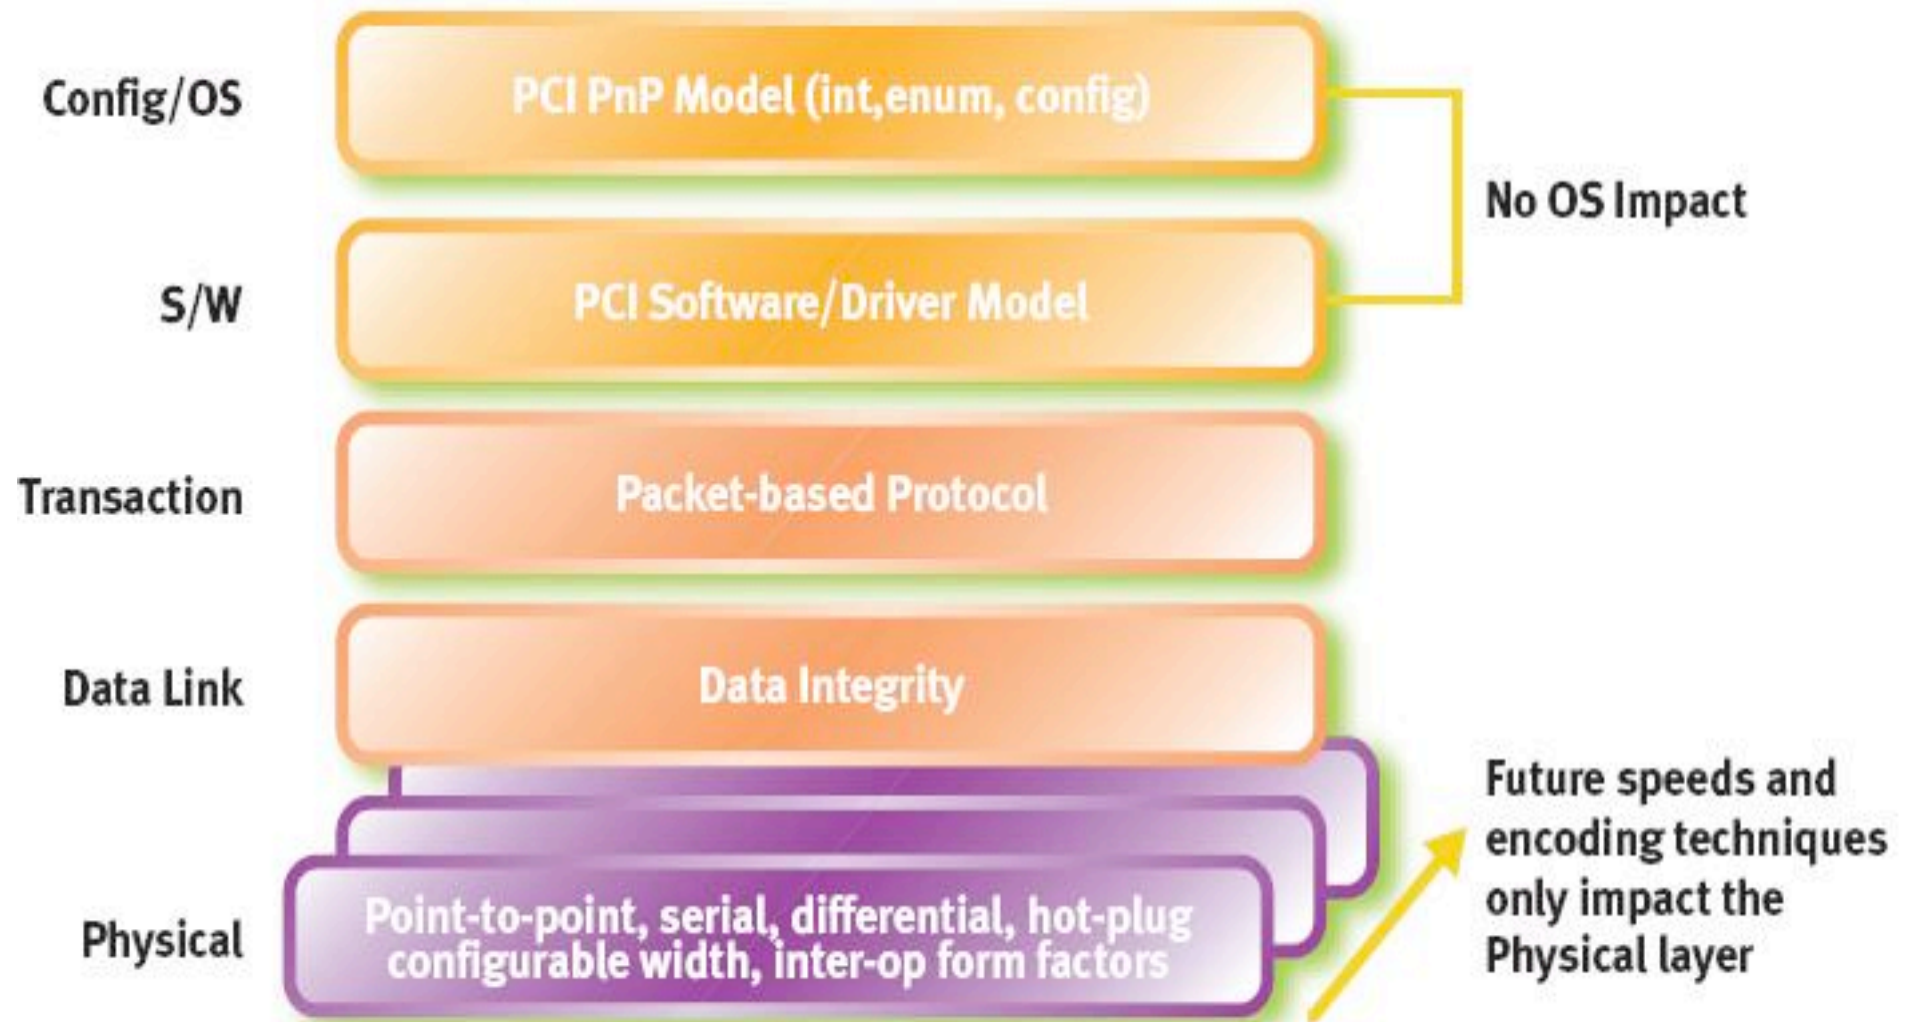 Config/OS
PCI PnP Model (int,enum, config)
No OS Impact
S/W
PCI Software/Driver Model
Transaction
Packet-based Protocol
Data Link
Data Integrity
Future speeds and
encoding techniques
only impact the
Physical layer
Physical
Point-to-point, serial, differential, hot-plug
configurable width, inter-op form factors